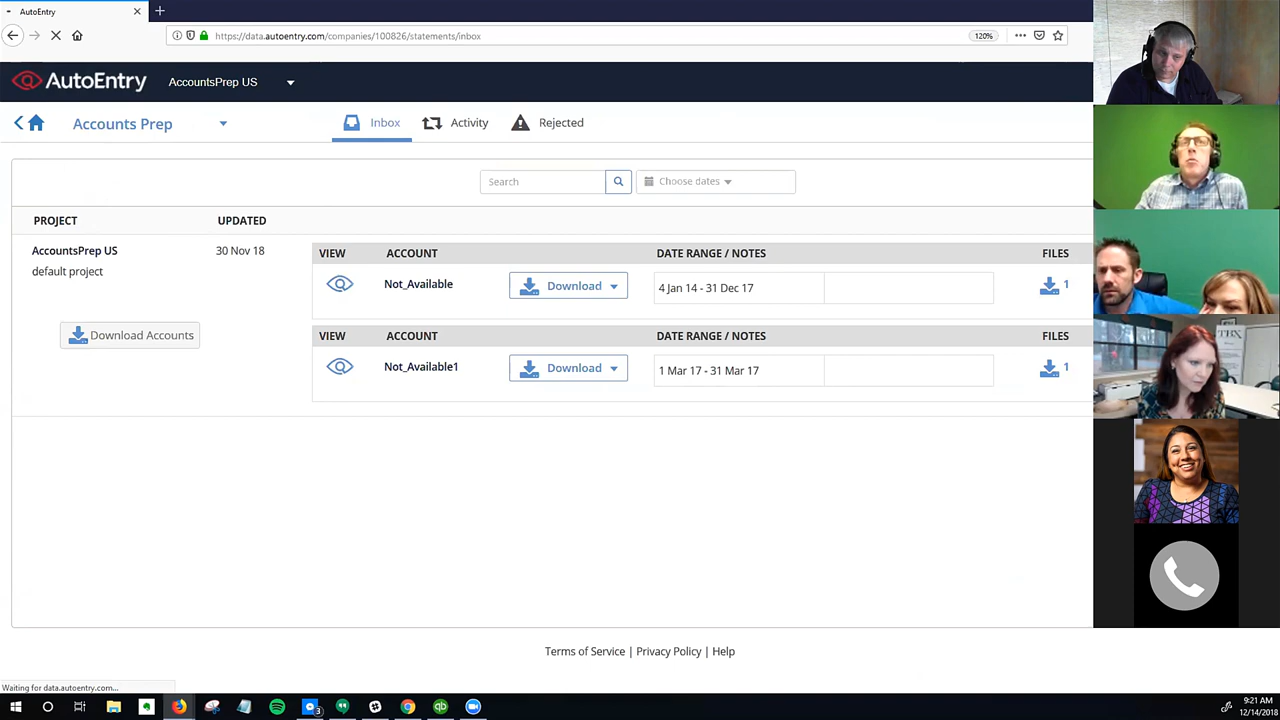 AutoEntry
https://data.autoentry.com/companies/100826/statements/inbox
120%
AutoEntry
AccountsPrep US
Accounts Prep
Inbox
Activity
Rejected
Search
Choose dates
PROJECT
UPDATED
AccountsPrep US
30 Nov 18
default project
Download Accounts
VIEW
ACCOUNT
DATE RANGE / NOTES
FILES
Not_Available
Download
4 Jan 14 - 31 Dec 17
1
VIEW
ACCOUNT
DATE RANGE / NOTES
FILES
Not_Available1
Download
1 Mar 17 - 31 Mar 17
1
TBX
Terms of Service | Privacy Policy | Help
Waiting for data.autoentry.com...
3
9:21 AM
12/14/2018